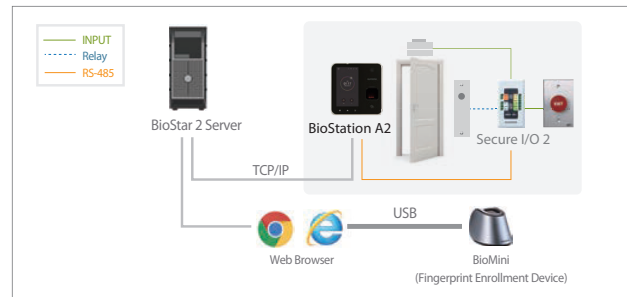 INPUT
Relay
RS-485
BioStar 2 Server
BioStation A2
Secure I/O 2
EXIT
TCP/IP
USB
Web Browser
BioMini
(Fingerprint Enrollment Device)